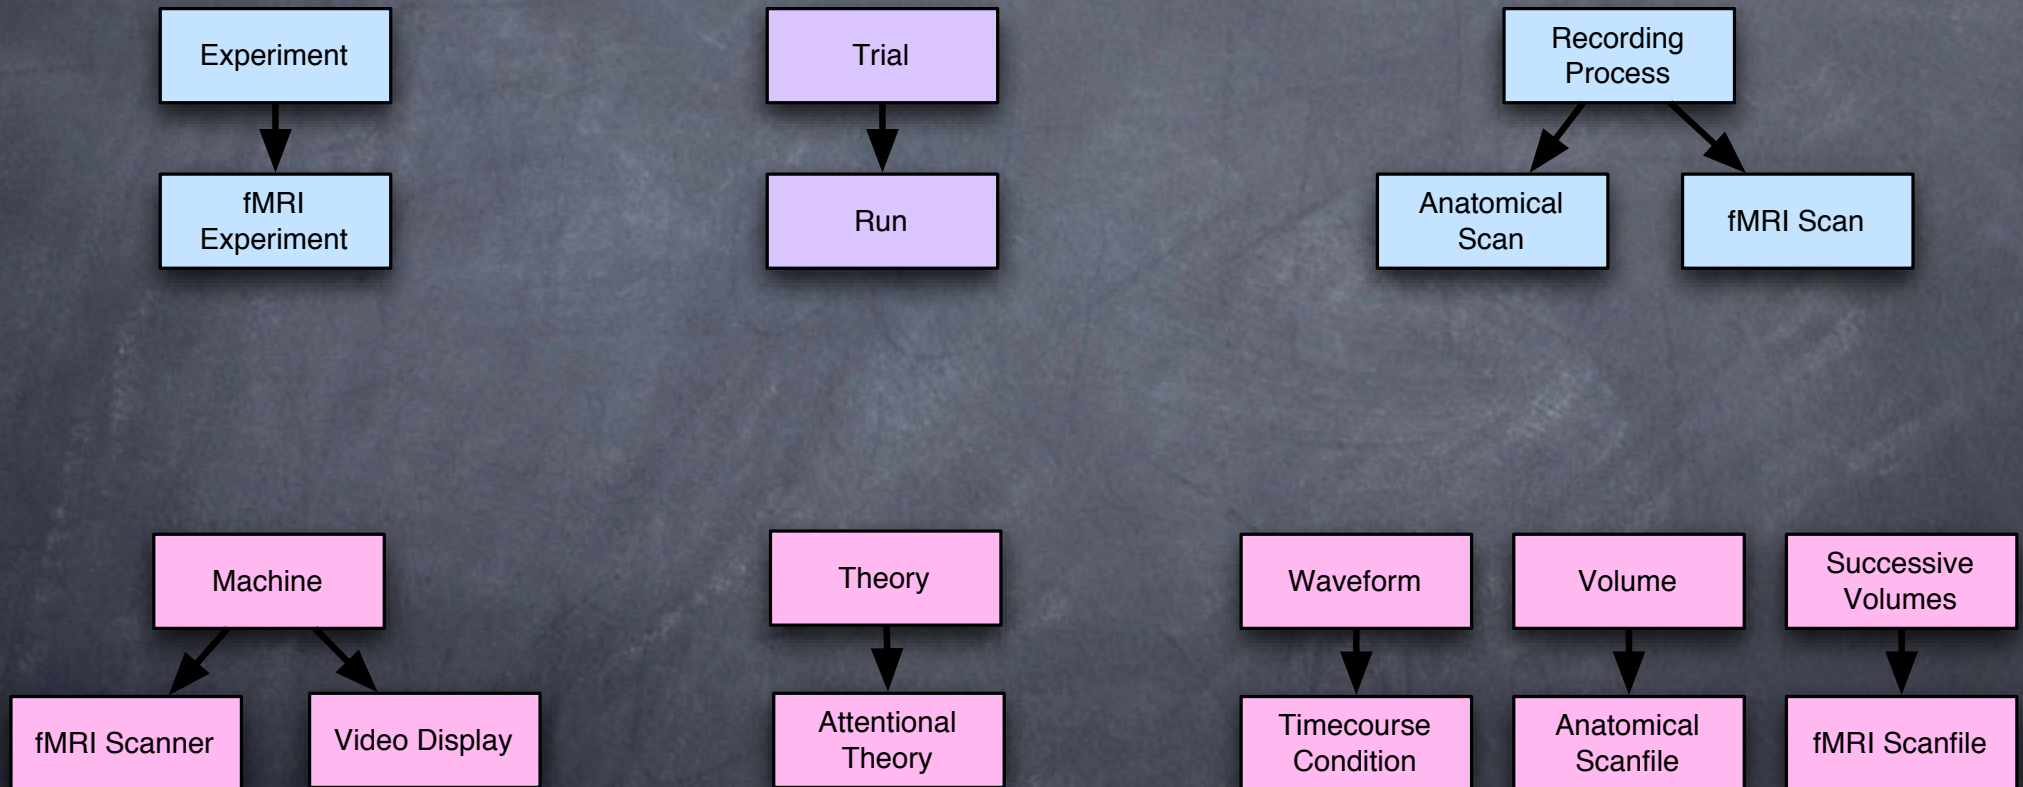 Experiment
Trial
Recording
Process
fMRI
Experiment
Run
Anatomical
Scan
fMRI Scan
Machine
Theory
Waveform
Volume
Successive
Volumes
fMRI Scanner
Video Display
Attentional
Theory
Timecourse
Condition
Anatomical
Scanfile
fMRI Scanfile